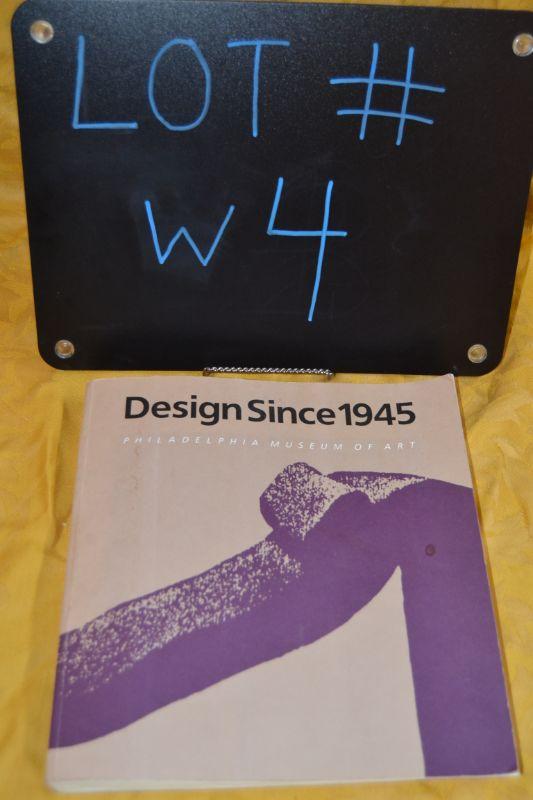 LOT #
W4
Design Since 1945
PHILADELPHIA MUSEUM OF ART